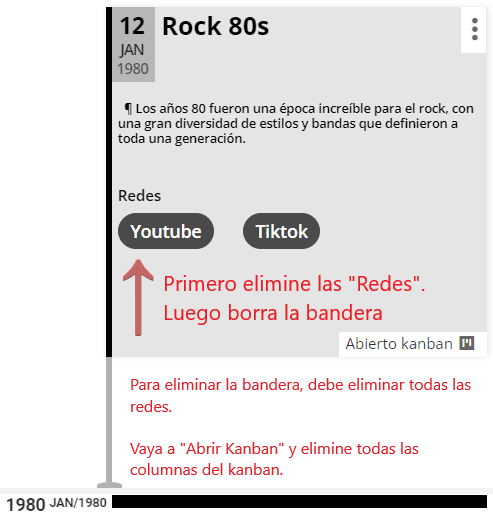 12
JAN
1980
Rock 80s
¶ Los años 80 fueron una época increíble para el rock, con
una gran diversidad de estilos y bandas que definieron a
toda una generación.
Redes
Youtube
Tiktok
Primero elimine las "Redes".
Luego borra la bandera
Abierto kanban
Para eliminar la bandera, debe eliminar todas las
redes.
Vaya a "Abrir Kanban" y elimine todas las
columnas del kanban.
1980 JAN/1980